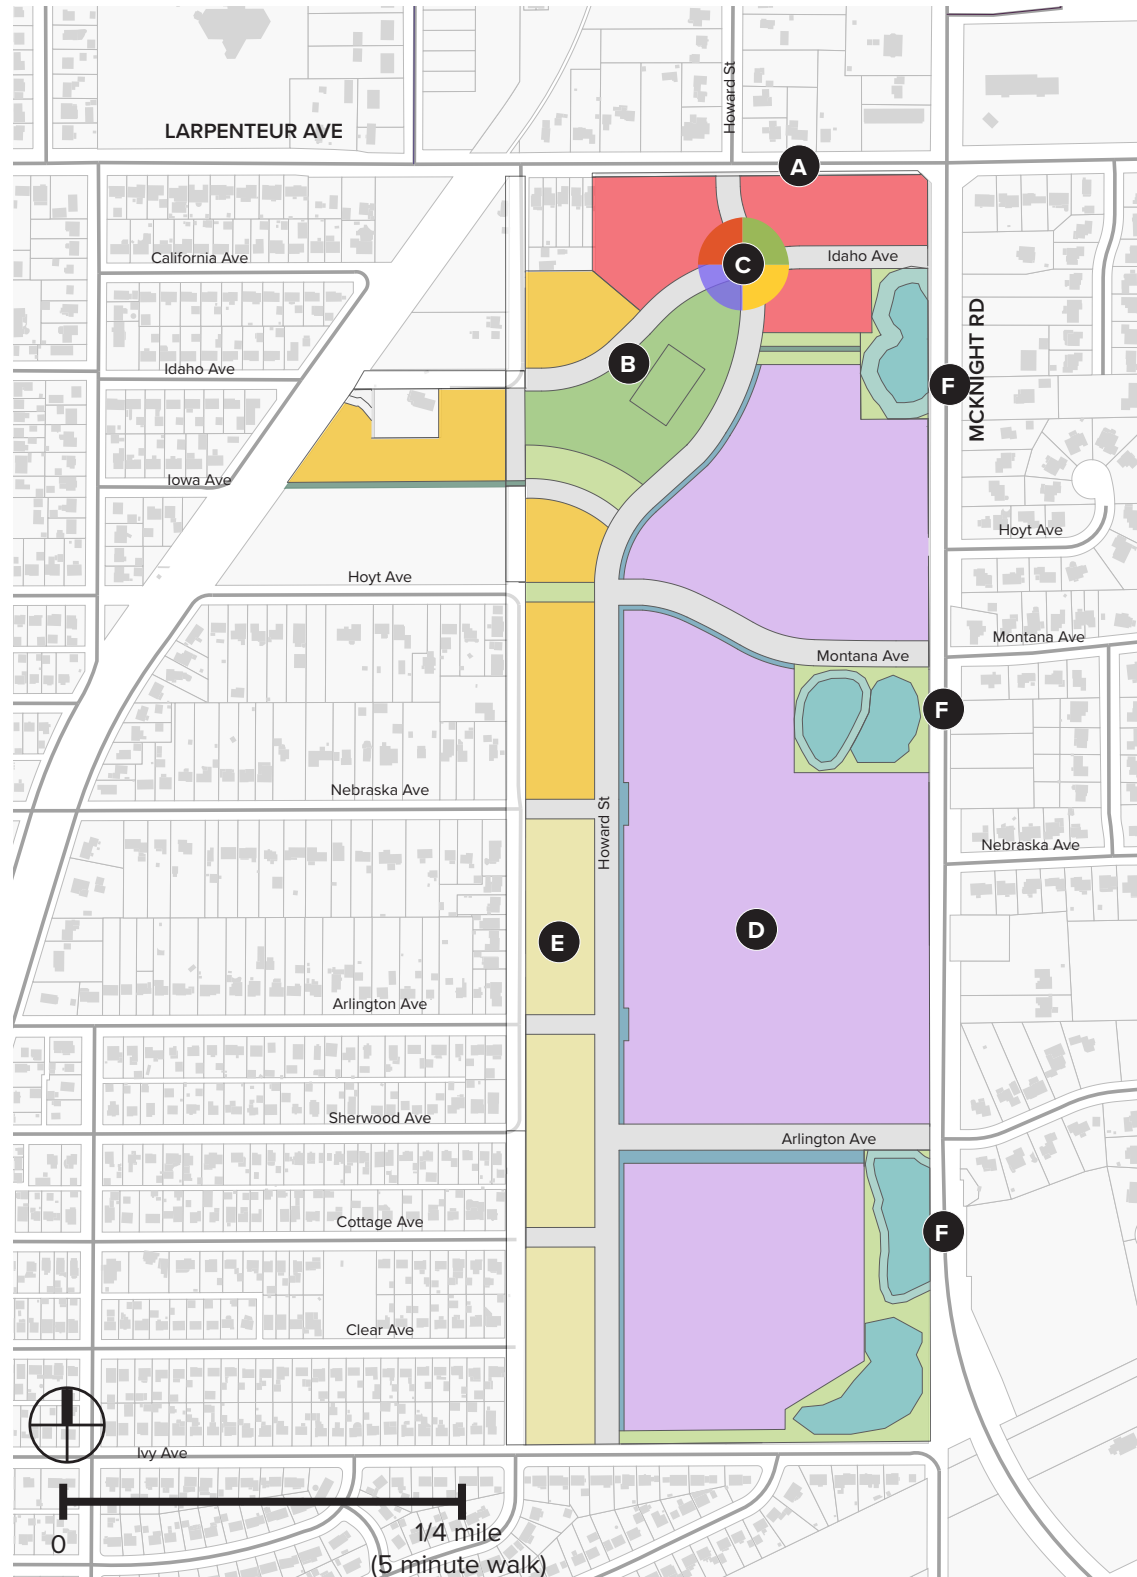 Howard St
LARPENTEUR AVE
A
California Ave
C
Idaho Ave
MCKNIGHT RD
B
Idaho Ave
F
Iowa Ave
Hoyt Ave
Hoyt Ave
Montana Ave
Montana Ave
F
Nebraska Ave
Howard St
Nebraska Ave
E
D
Arlington Ave
Sherwood Ave
Arlington Ave
Cottage Ave
F
Clear Ave
Ivy Ave
0
1/4 mile
(5 minute walk)